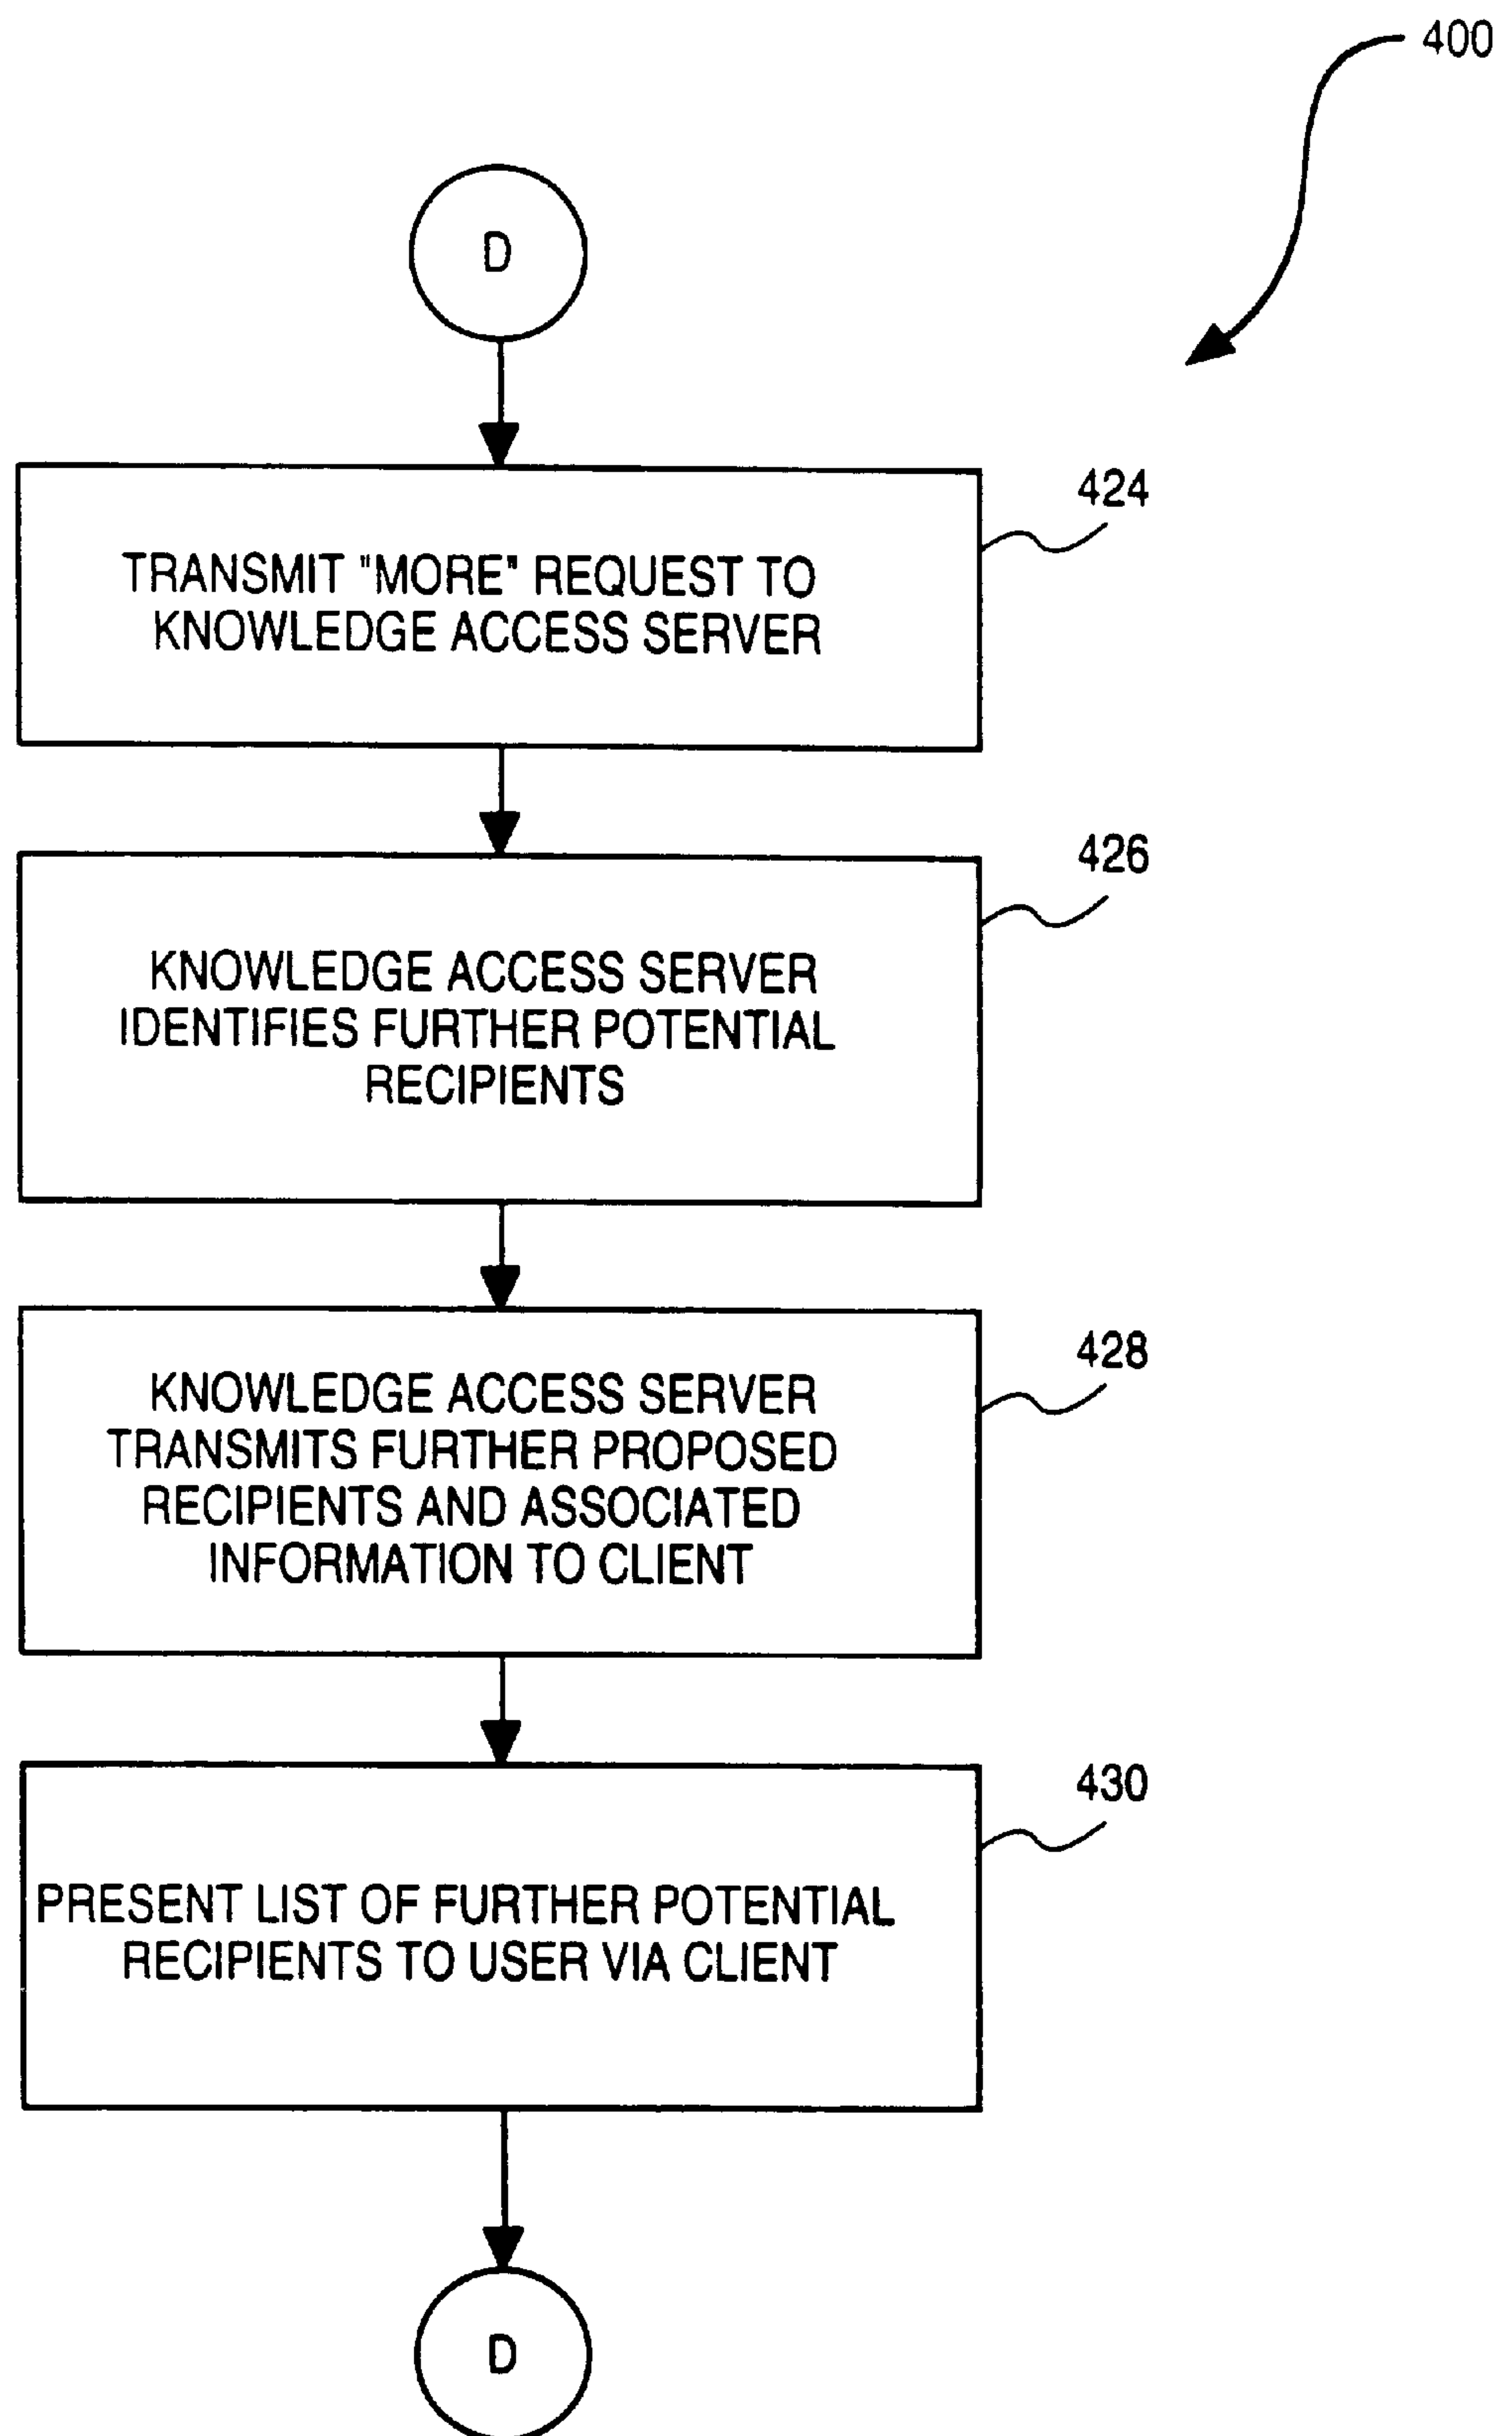 400
D
424
TRANSMIT "MORE" REQUEST TO
KNOWLEDGE ACCESS SERVER
426
KNOWLEDGE ACCESS SERVER
IDENTIFIES FURTHER POTENTIAL
RECIPIENTS
428
KNOWLEDGE ACCESS SERVER
TRANSMITS FURTHER PROPOSED
RECIPIENTS AND ASSOCIATED
INFORMATION TO CLIENT
430
PRESENT LIST OF FURTHER POTENTIAL
RECIPIENTS TO USER VIA CLIENT
D